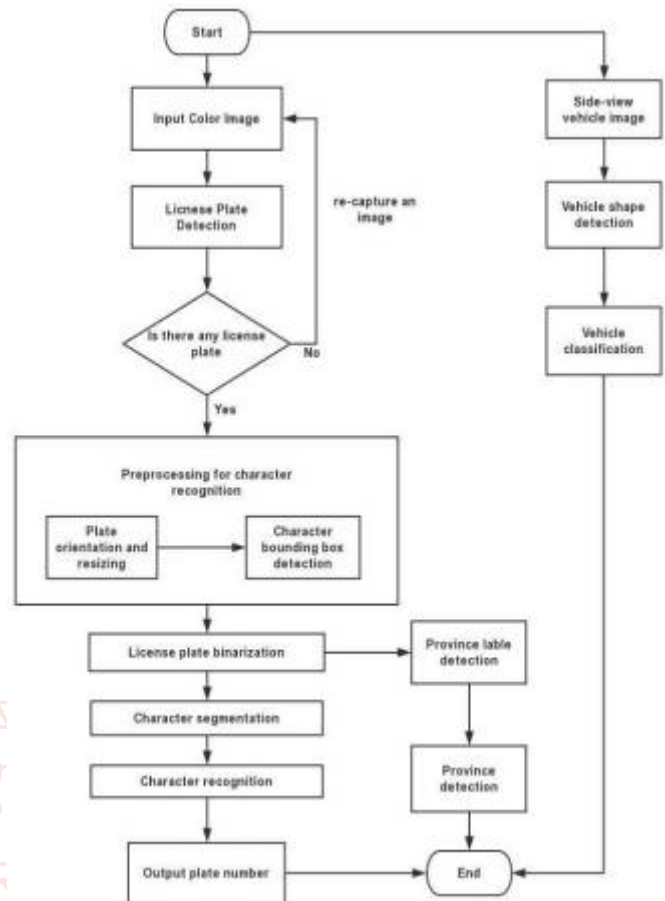 Start
Input Color Image
Licnese Plate
Detection
re-capture an
image
Is there any license
plate
No
Yes
Preprocessing for character
recognition
Plate
orientation and
resizing
Character
bounding box
detection
License plate binarization
Character segmentation
Character recognition
Output plate number
Province lable
detection
Province
detection
End
Side-view
vehicle image
Vehicle shape
detection
Vehicle
classification